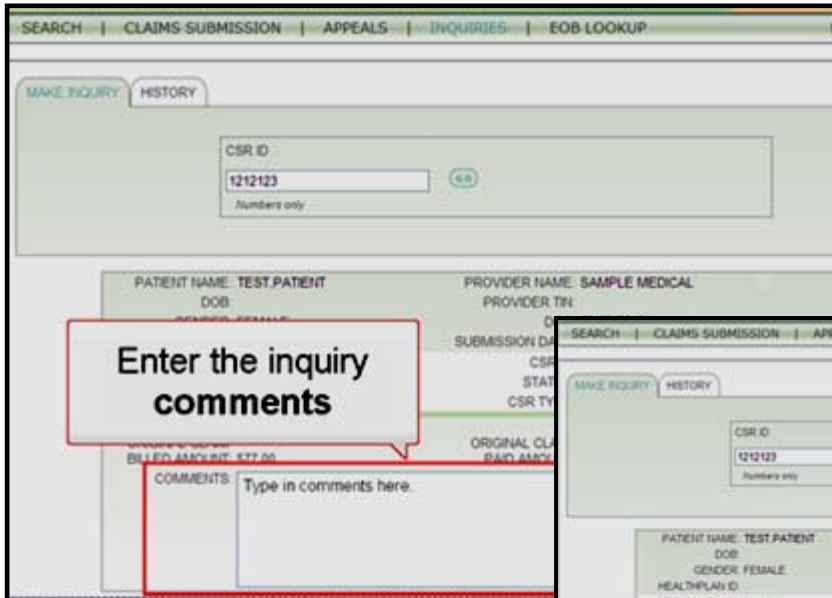 SEARCH | CLAIMS SUBMISSION | APPEALS | INQUIRIES | EOB LOOKUP
MAKE INQUIRY HISTORY
CSR ID
1212123 GO
Numbers only
PATIENT NAME: TEST,PATIENT PROVIDER NAME: SAMPLE MEDICAL
DOB: PROVIDER TIN:
GENDER: FEMALE D
SUBMISSION DA
CSR
STAT
CSR TY
Enter the inquiry
comments
ORIGINAL CLA
BILLED AMOUNT: $77.00 PAID AMOU
COMMENTS: Type in comments here.
SEARCH | CLAIMS SUBMISSION | APP
MAKE INQUIRY HISTORY
CSR ID
1212123
Numbers only
PATIENT NAME: TEST,PATIENT
DOB:
GENDER: FEMALE
HEALTHPLAN ID: